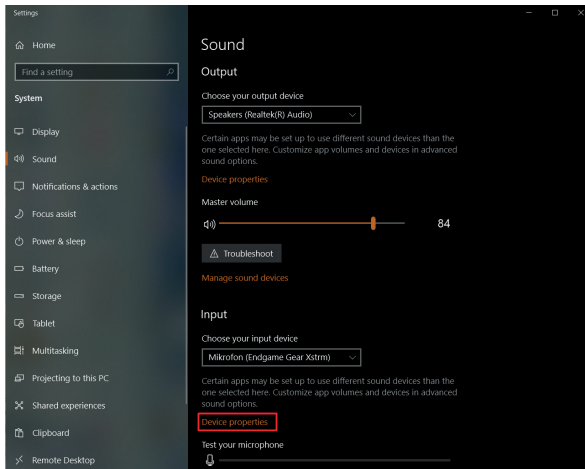 Settings
Home
Find a setting
System
Display
Sound
Notifications & actions
Focus assist
Power & sleep
Battery
Storage
Tablet
Multitasking
Projecting to this PC
Shared experiences
Clipboard
Remote Desktop
Sound
Output
Choose your output device
Speakers (Realtek(R) Audio)
Certain apps may be set up to use different sound devices than the
one selected here. Customize app volumes and devices in advanced
sound options.
Device properties
Master volume
84
Troubleshoot
Manage sound devices
Input
Choose your input device
Mikrofon (Endgame Gear Xstrm)
Certain apps may be set up to use different sound devices than the
one selected here. Customize app volumes and devices in advanced
sound options.
Device properties
Test your microphone